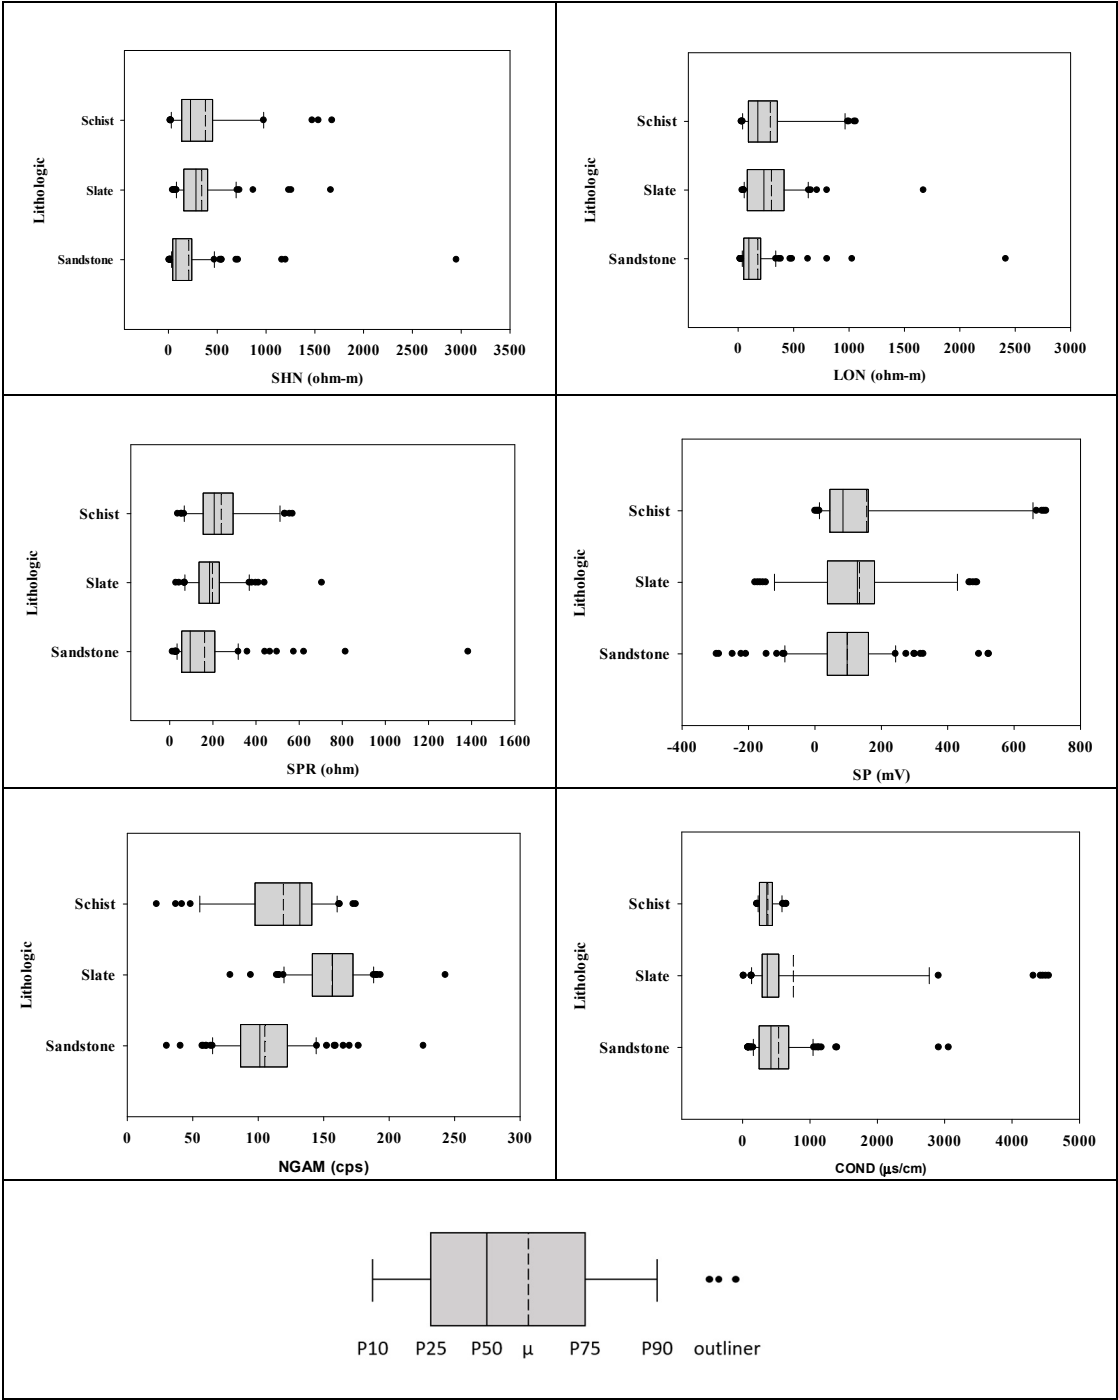 Lithologic
Schist
Slate
Sandstone
0 500 1000 1500 2000 2500 3000 3500
SHN (ohm-m)
Lithologic
Schist
Slate
Sandstone
0 500 1000 1500 2000 2500 3000
LON (ohm-m)
Lithologic
Schist
Slate
Sandstone
0 200 400 600 800 1000 1200 1400 1600
SPR (ohm)
Lithologic
Schist
Slate
Sandstone
-400 -200 0 200 400 600 800
SP (mV)
Lithologic
Schist
Slate
Sandstone
0 50 100 150 200 250 300
NGAM (cps)
Lithologic
Schist
Slate
Sandstone
0 1000 2000 3000 4000 5000
COND (µs/cm)
P10 P25 P50 µ P75 P90 outliner